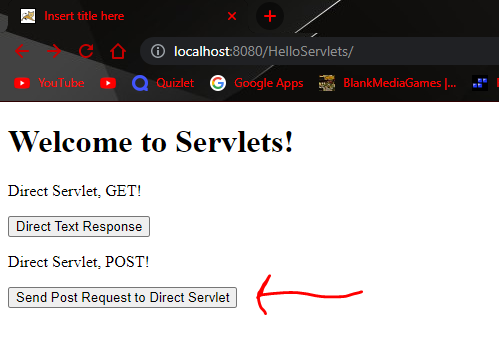 Insert title here
localhost:8080/HelloServlets/
YouTube Quizlet Google Apps BlankMediaGames |...
Welcome to Servlets!
Direct Servlet, GET!
Direct Text Response
Direct Servlet, POST!
Send Post Request to Direct Servlet